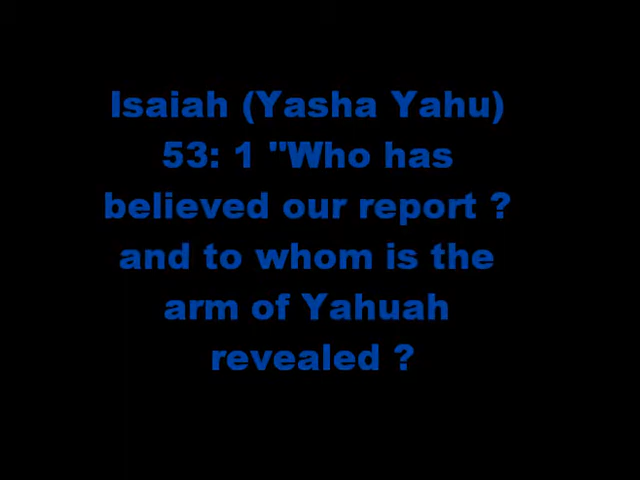 Isaiah (Yasha Yahu)
53: 1 "Who has
believed our report ?
and to whom is the
arm of Yahuah
revealed ?